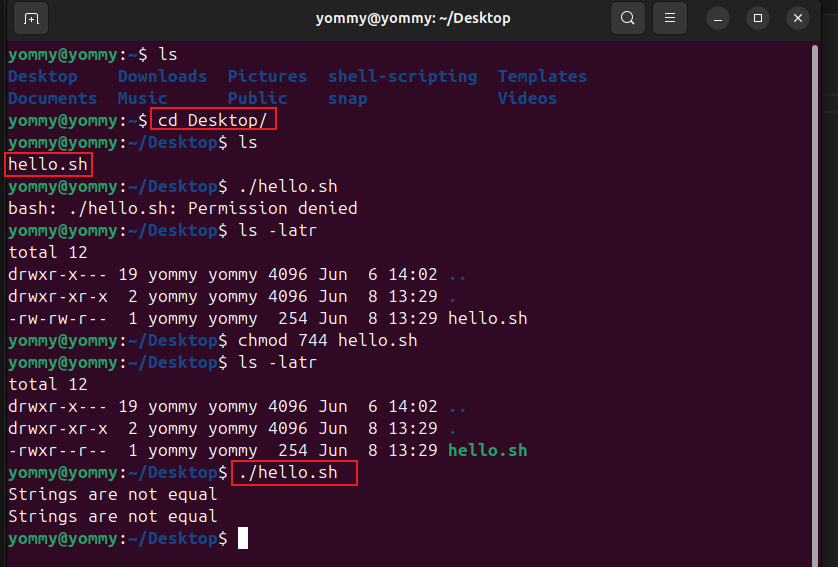 yommy@yommy: ~/Desktop
yommy@yommy:~$ ls
Desktop    Downloads  Pictures  shell-scripting  Templates
Documents  Music      Public    snap             Videos
yommy@yommy:~$ cd Desktop/
yommy@yommy:~/Desktop$ ls
hello.sh
yommy@yommy:~/Desktop$ ./hello.sh
bash: ./hello.sh: Permission denied
yommy@yommy:~/Desktop$ ls -latr
total 12
drwxr-x--- 19 yommy yommy 4096 Jun  6 14:02 ..
drwxr-xr-x  2 yommy yommy 4096 Jun  8 13:29 .
-rw-rw-r--  1 yommy yommy  254 Jun  8 13:29 hello.sh
yommy@yommy:~/Desktop$ chmod 744 hello.sh
yommy@yommy:~/Desktop$ ls -latr
total 12
drwxr-x--- 19 yommy yommy 4096 Jun  6 14:02 ..
drwxr-xr-x  2 yommy yommy 4096 Jun  8 13:29 .
-rwxr--r--  1 yommy yommy  254 Jun  8 13:29 hello.sh
yommy@yommy:~/Desktop$ ./hello.sh
Strings are not equal
Strings are not equal
yommy@yommy:~/Desktop$